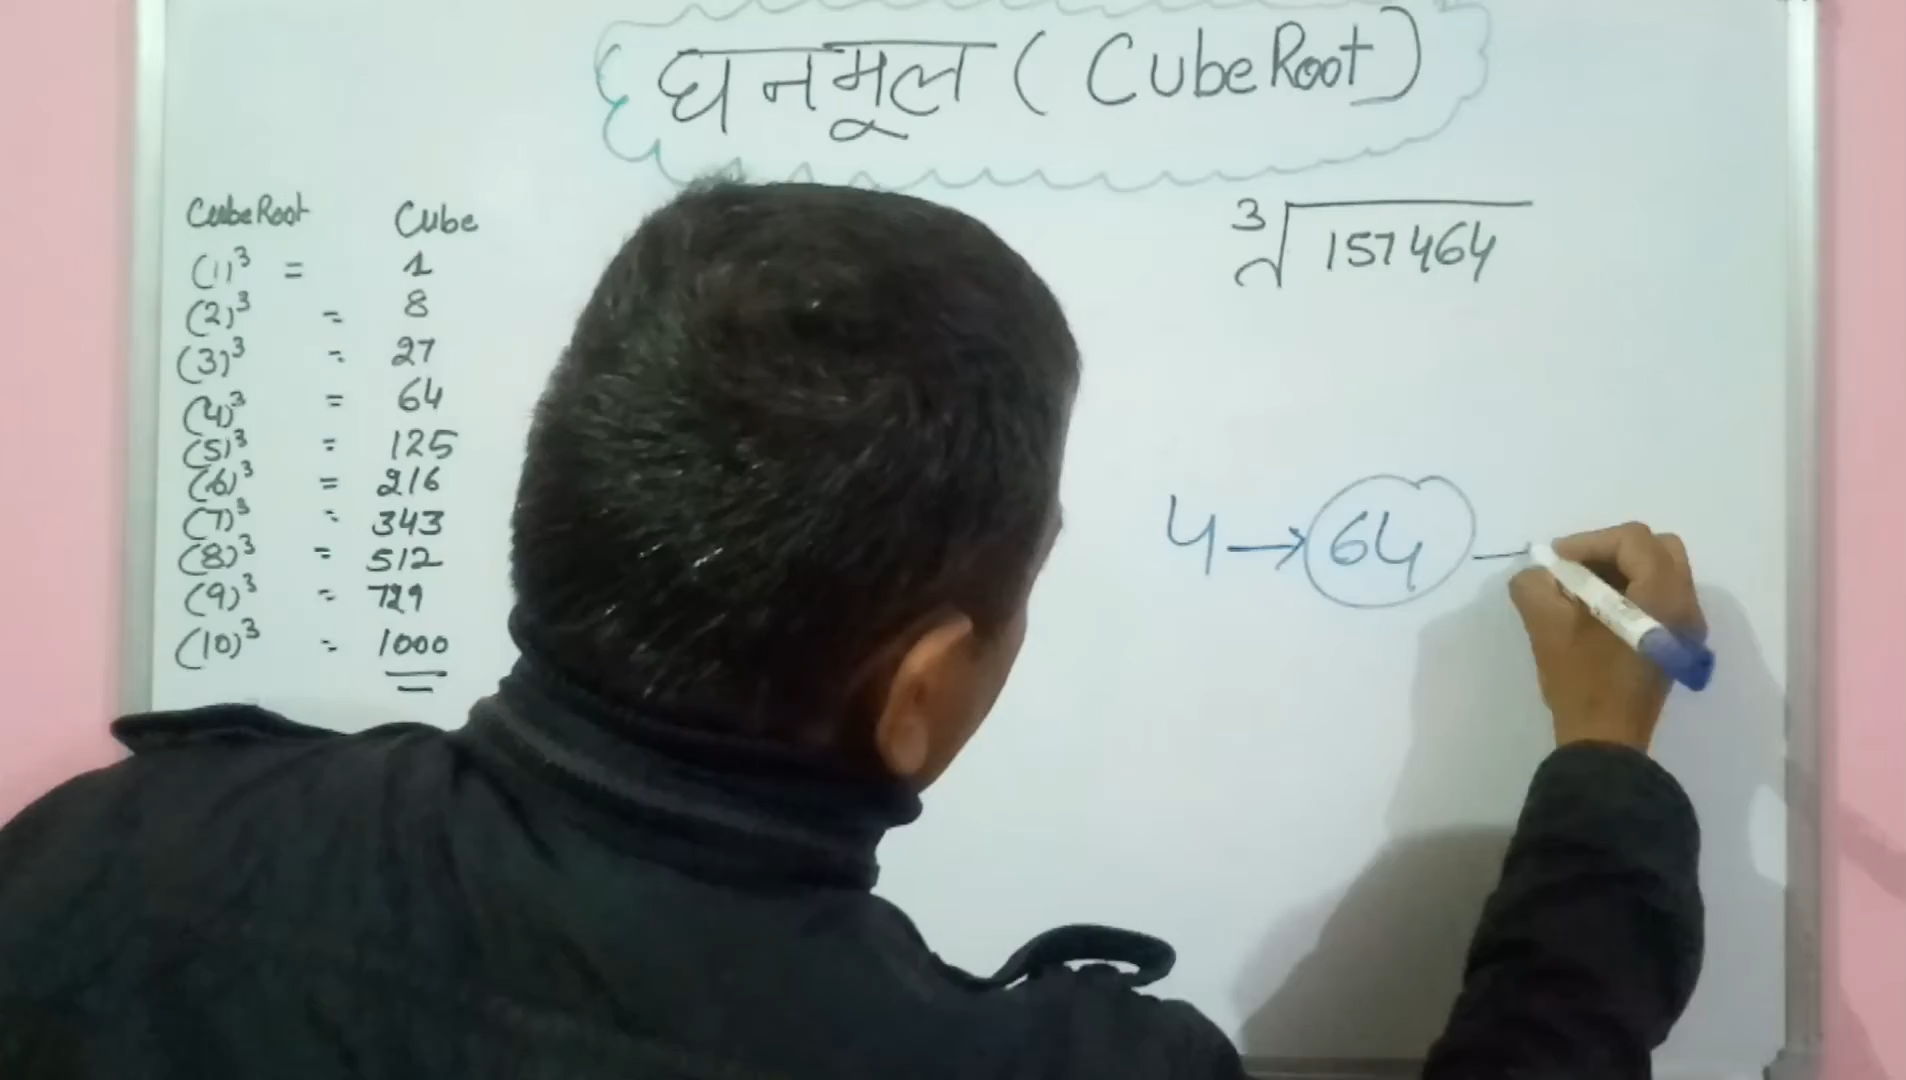 घनमूल ( Cube Root )
Cube Root Cube
(1)³ = 1
(2)³ = 8
(3)³ = 27
(4)³ = 64
(5)³ = 125
(6)³ = 216
(7)³ = 343
(8)³ = 512
(9)³ = 729
(10)³ = 1000
³√157464
4 → 64